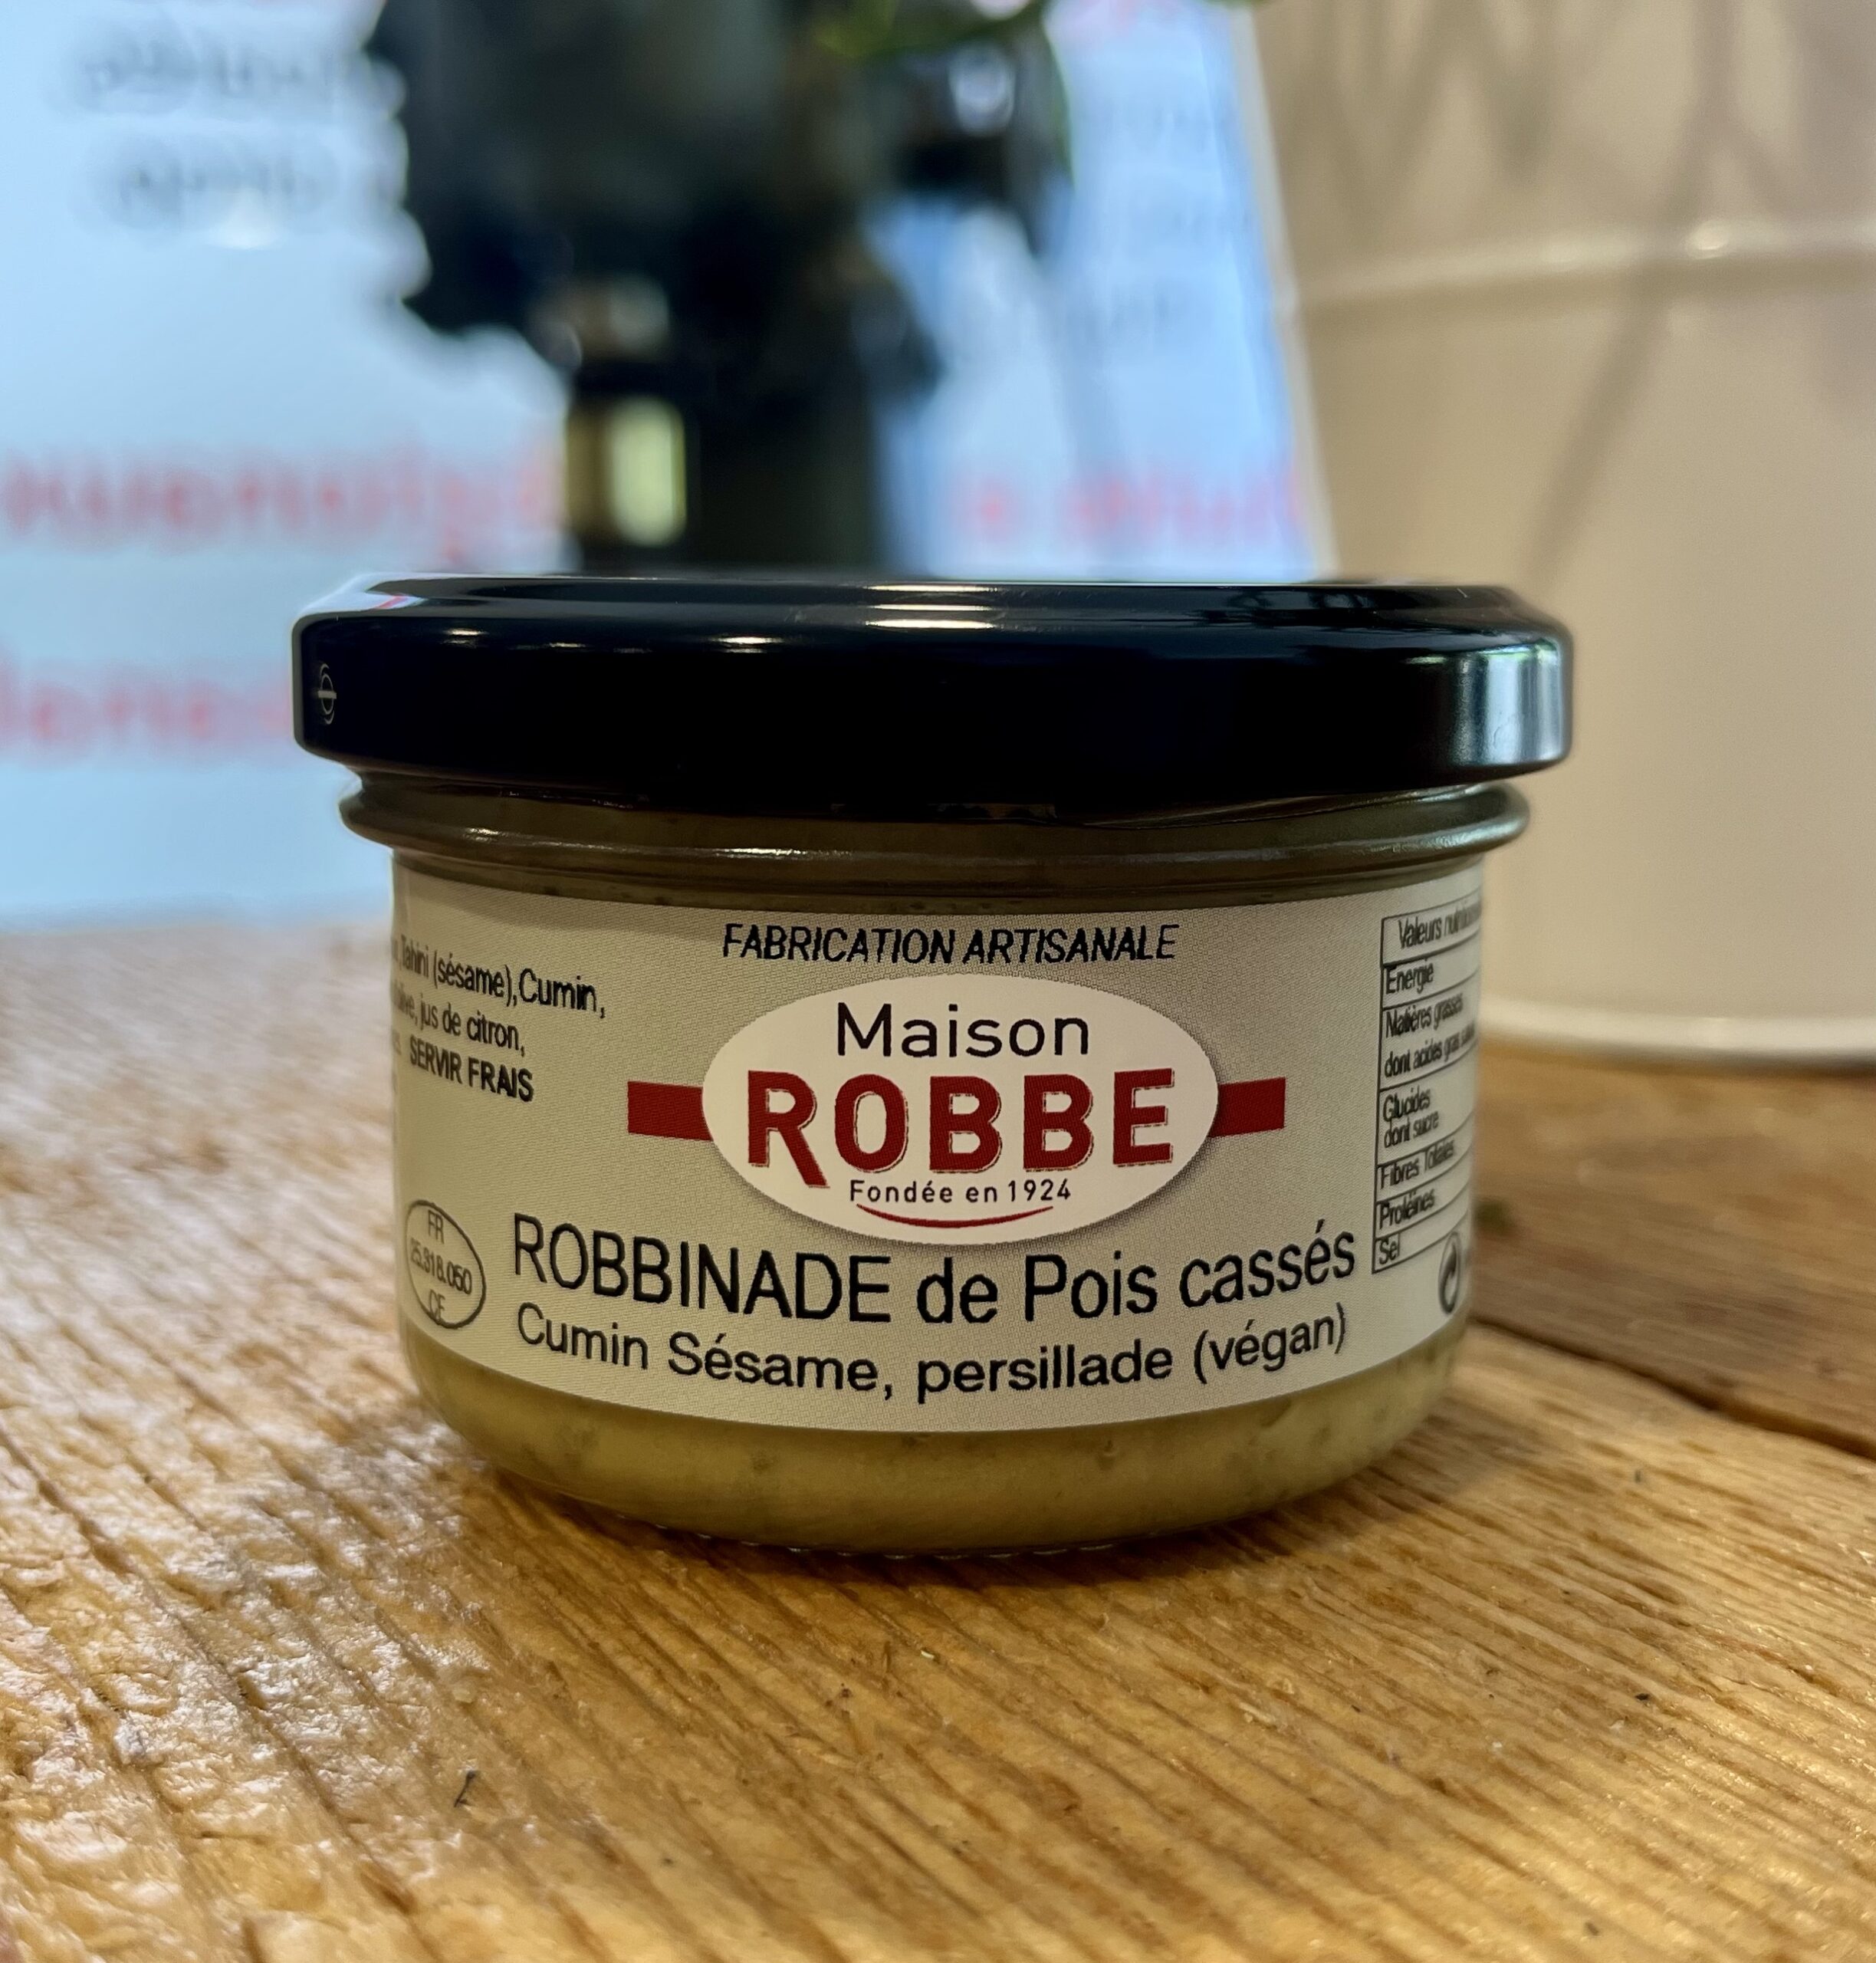 FABRICATION ARTISANALE
Maison
ROBBE
Fondée en 1924
ROBBINADE de Pois cassés
Cumin Sésame, persillade (végan)
Tahini (sésame), Cumin,
jus de citron,
SERVIR FRAIS
FR
25.318.050
CE
Valeurs
Energie
Matières grasses
dont acides gras
Glucides
dont sucre
Fibres Totales
Protéines
Sel